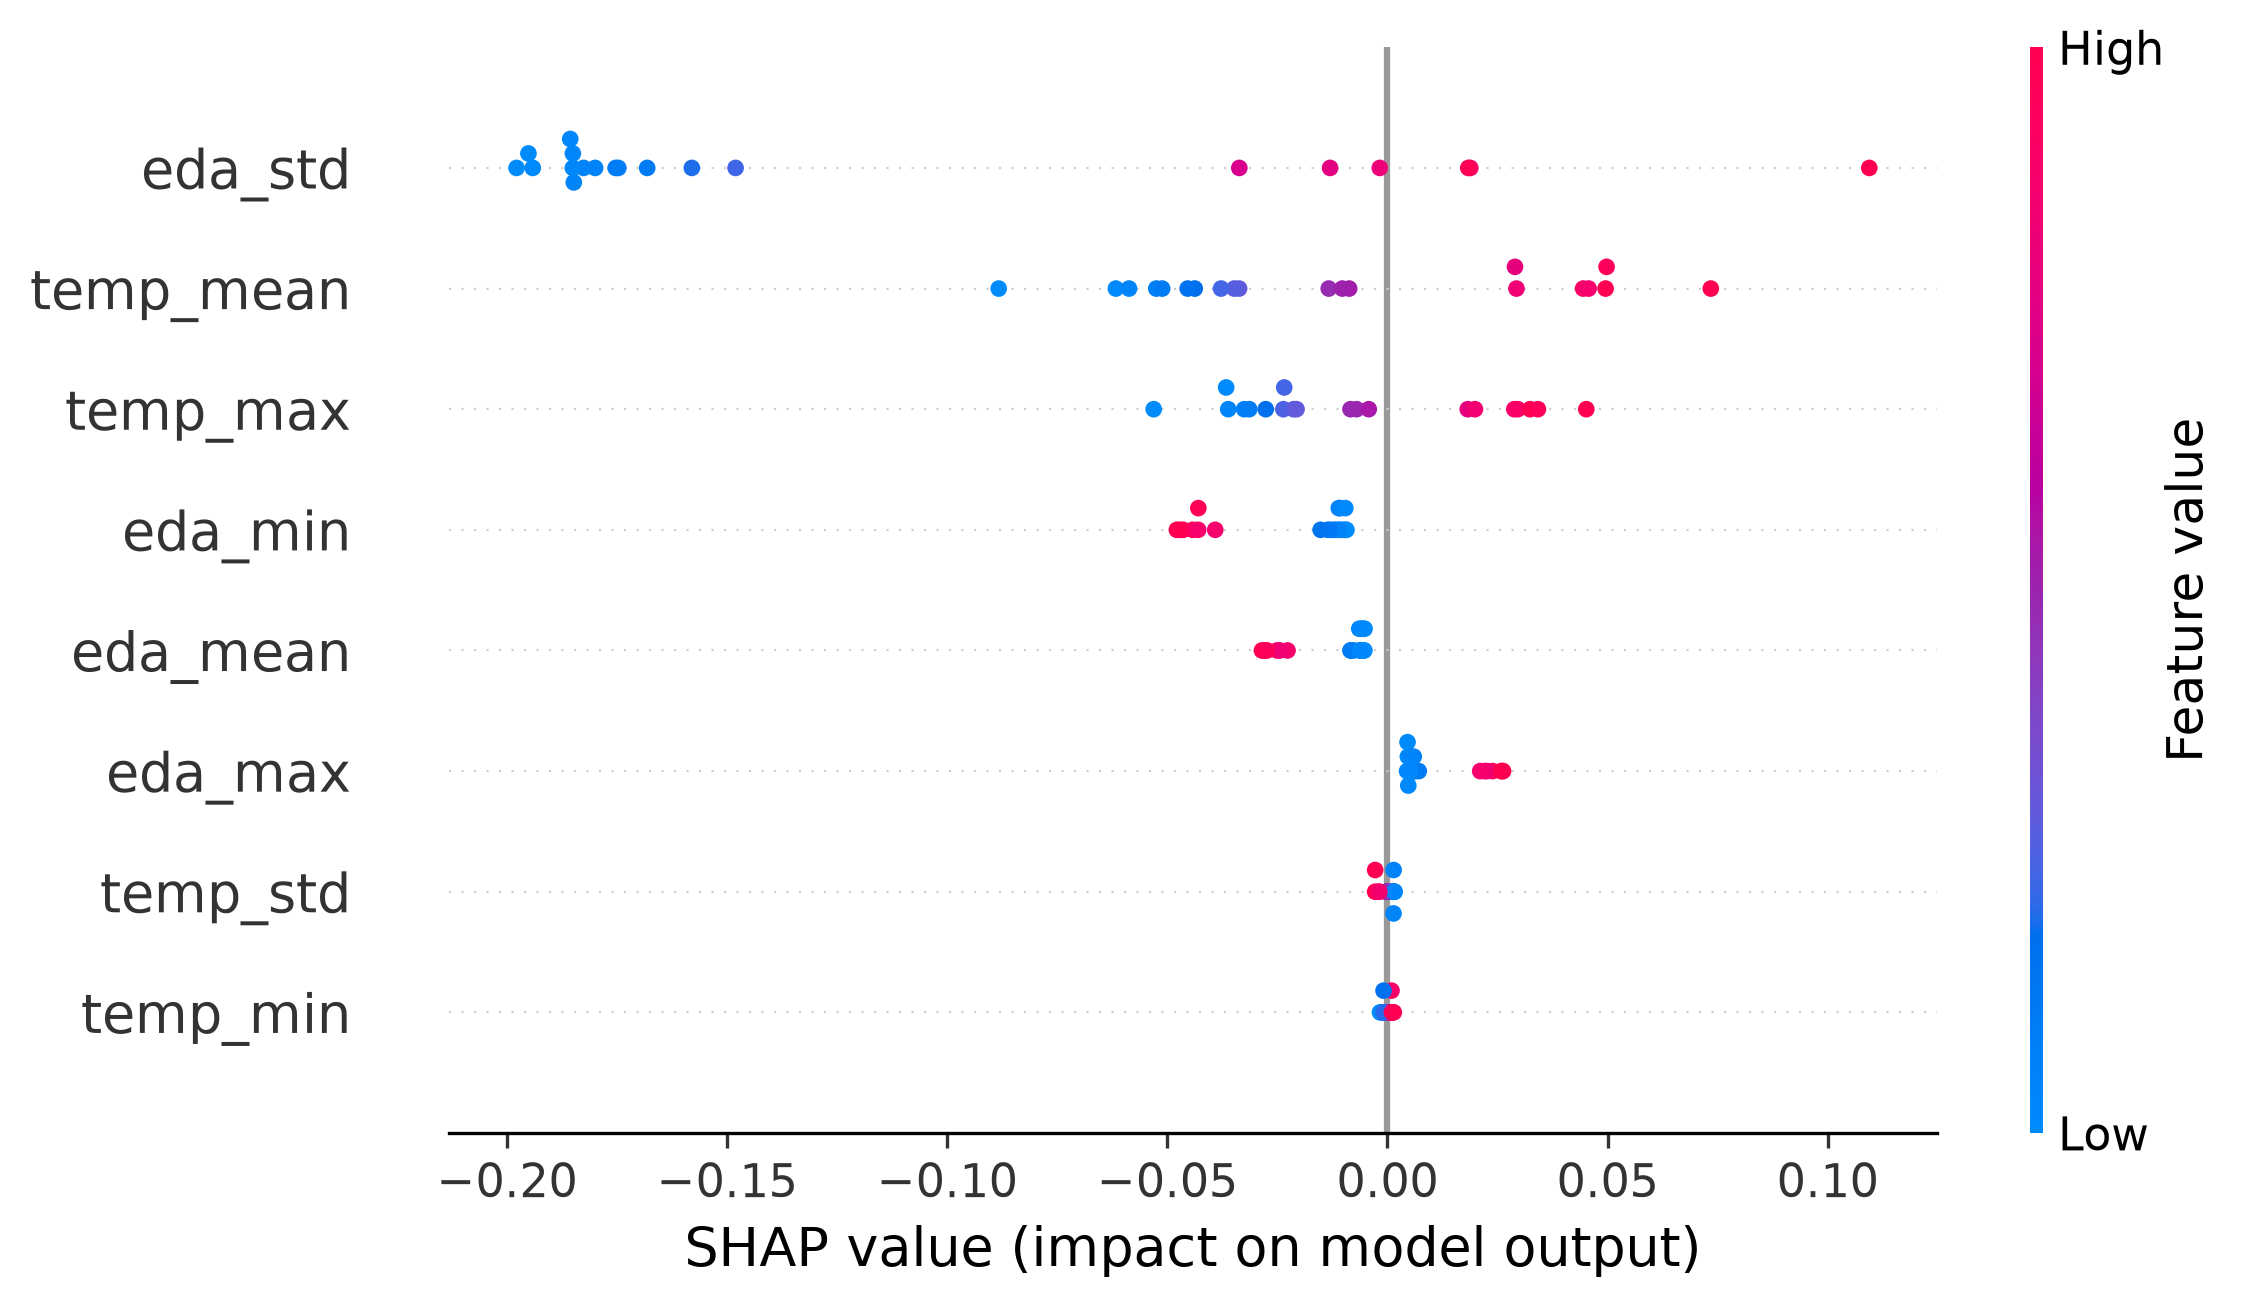 High
eda_std
temp_mean
temp_max
eda_min
eda_mean
eda_max
temp_std
temp_min
Feature value
Low
−0.20 −0.15 −0.10 −0.05 0.00 0.05 0.10
SHAP value (impact on model output)